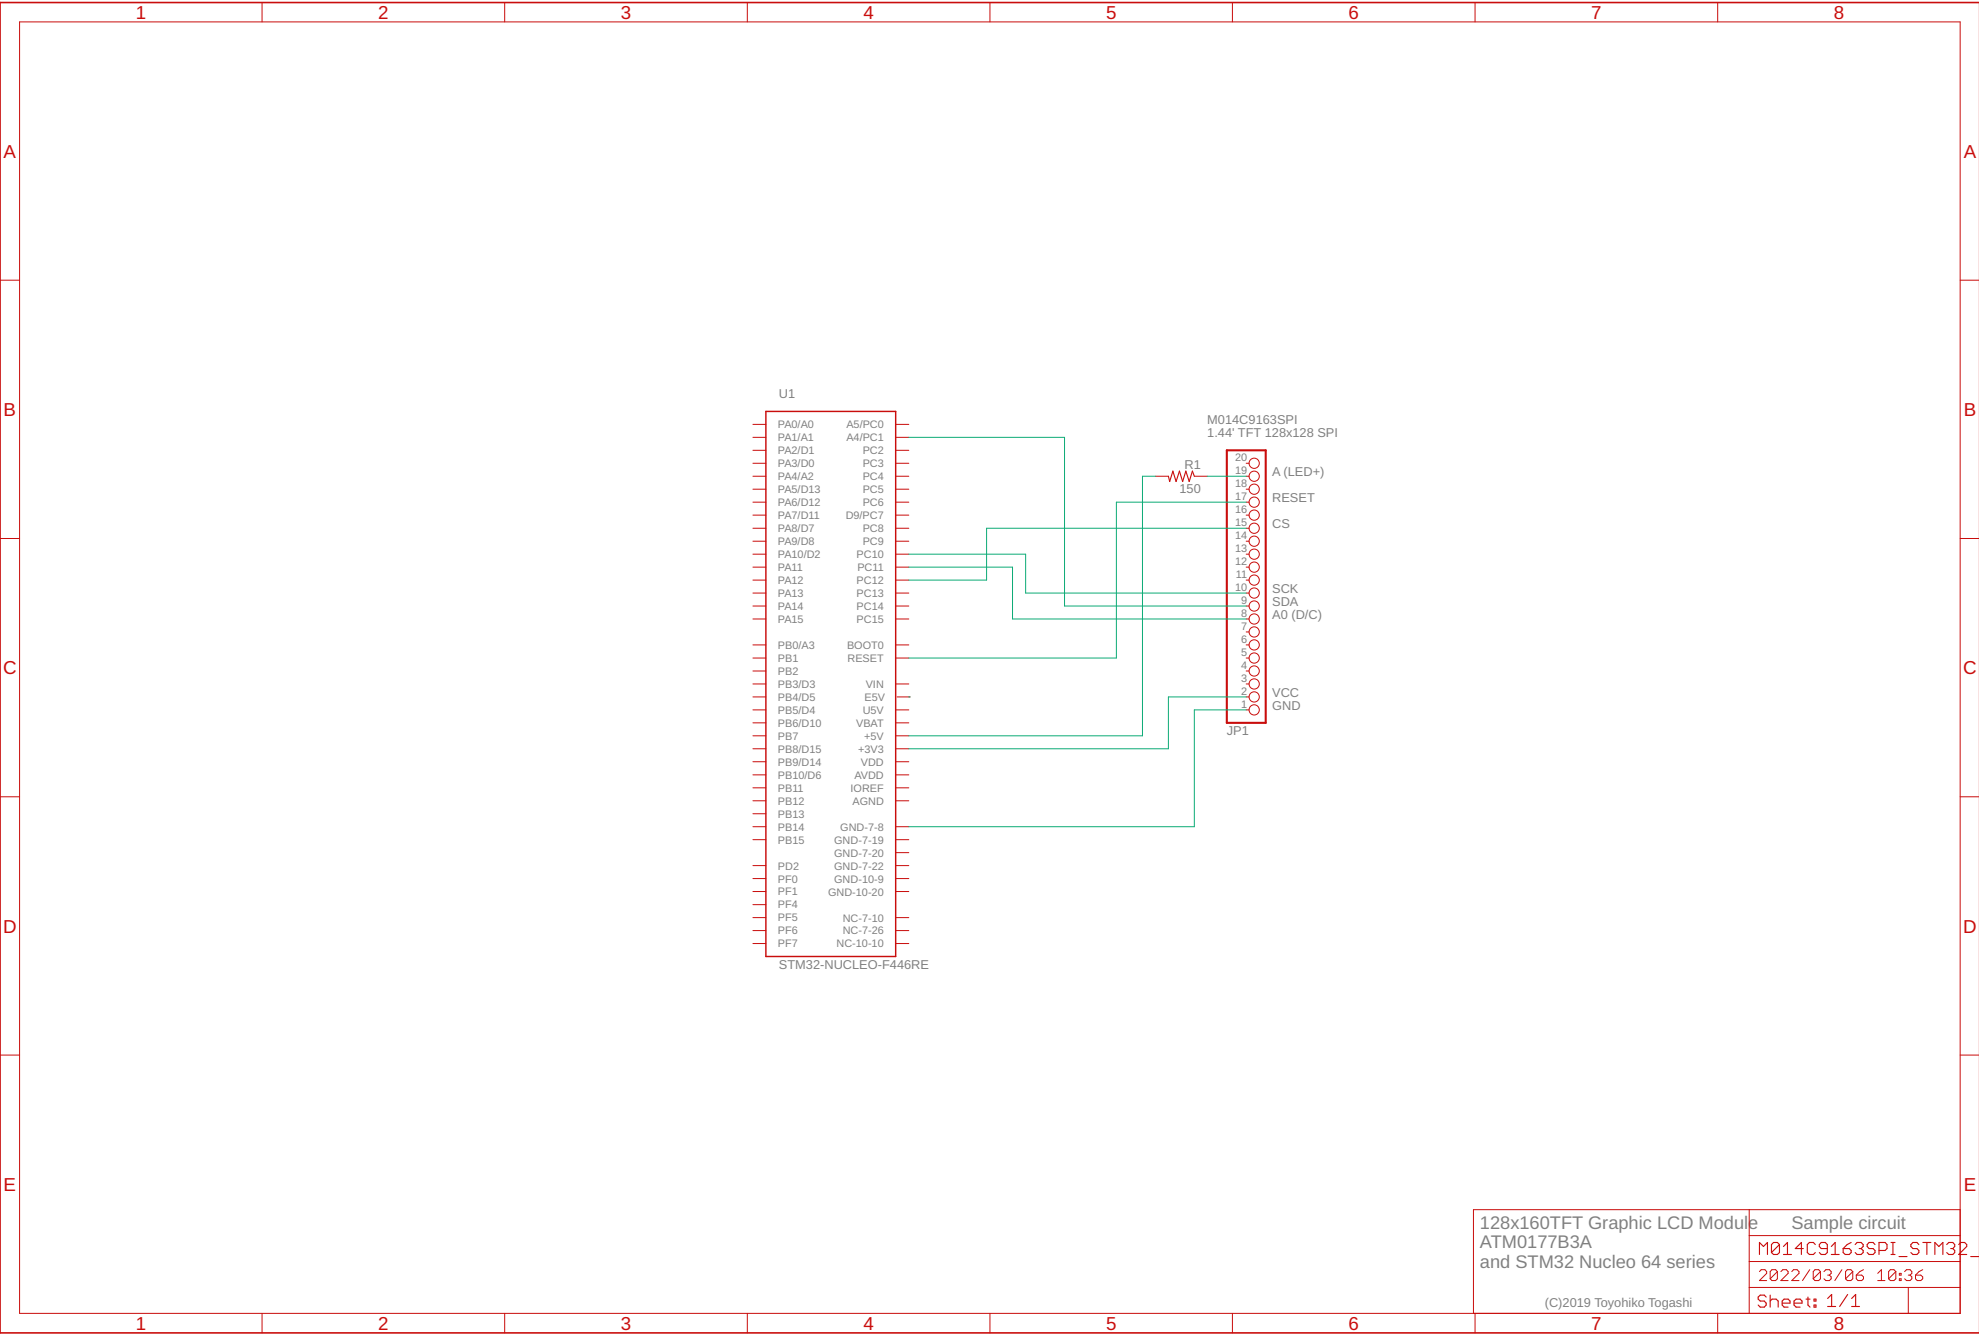 1 2 3 4 5 6 7 8
A A
B B
C C
D D
E E
U1
PA0/A0 A5/PC0
PA1/A1 A4/PC1
PA2/D1 PC2
PA3/D0 PC3
PA4/A2 PC4
PA5/D13 PC5
PA6/D12 PC6
PA7/D11 D9/PC7
PA8/D7 PC8
PA9/D8 PC9
PA10/D2 PC10
PA11 PC11
PA12 PC12
PA13 PC13
PA14 PC14
PA15 PC15
PB0/A3 BOOT0
PB1 RESET
PB2
PB3/D3 VIN
PB4/D5 E5V
PB5/D4 U5V
PB6/D10 VBAT
PB7 +5V
PB8/D15 +3V3
PB9/D14 VDD
PB10/D6 AVDD
PB11 IOREF
PB12 AGND
PB13
PB14 GND-7-8
PB15 GND-7-19
GND-7-20
PD2 GND-7-22
PF0 GND-10-9
PF1 GND-10-20
PF4
PF5 NC-7-10
PF6 NC-7-26
PF7 NC-10-10
STM32-NUCLEO-F446RE
R1
150
M014C9163SPI
1.44' TFT 128x128 SPI
20
19 A (LED+)
18
17 RESET
16
15 CS
14
13
12
11
10 SCK
9 SDA
8 A0 (D/C)
7
6
5
4
3
2 VCC
1 GND
JP1
128x160TFT Graphic LCD Module
ATM0177B3A
and STM32 Nucleo 64 series
(C)2019 Toyohiko Togashi
Sample circuit
M014C9163SPI_STM32_
2022/03/06 10:36
Sheet: 1/1
1 2 3 4 5 6 7 8